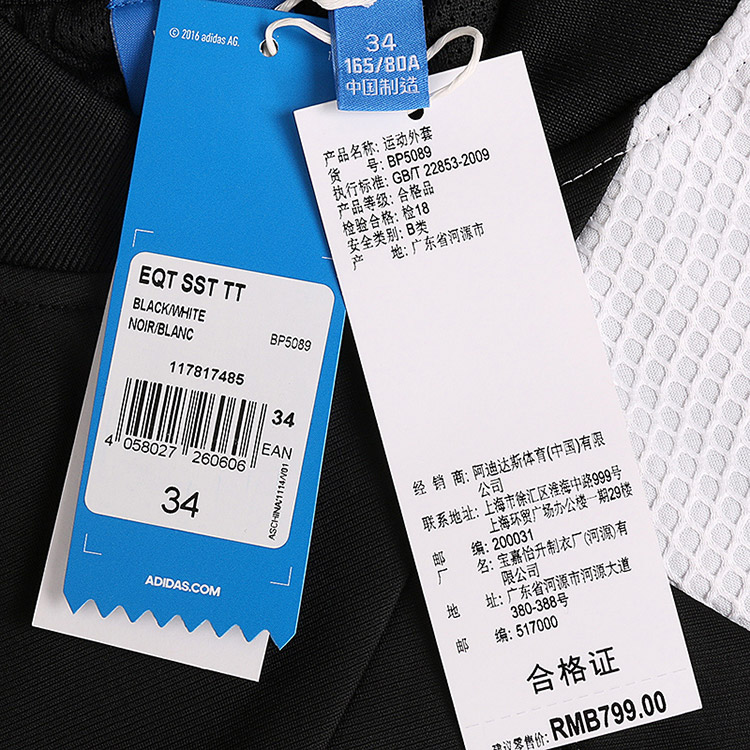 © 2016 adidas AG.
EQT SST TT
BLACK/WHITE
NOIR/BLANC
BP5089
117817485
34
4 058027 260606
EAN
34
ASCHINA/1114/V01
ADIDAS.COM
34
165/80A
中国制造
产品名称: 运动外套
货 号: BP5089
执行标准: GB/T 22853-2009
产品等级: 合格品
检验合格: 检18
安全类别: B类
产 地: 广东省河源市
经 销 商: 阿迪达斯体育(中国)有限
公司
联系地址: 上海市徐汇区淮海中路999号
上海环贸广场办公楼一期29楼
邮 编: 200031
厂 名: 宝嘉怡升制衣厂(河源)有
限公司
地 址: 广东省河源市河源大道
380-388号
邮 编: 517000
合格证
建议零售价: RMB799.00